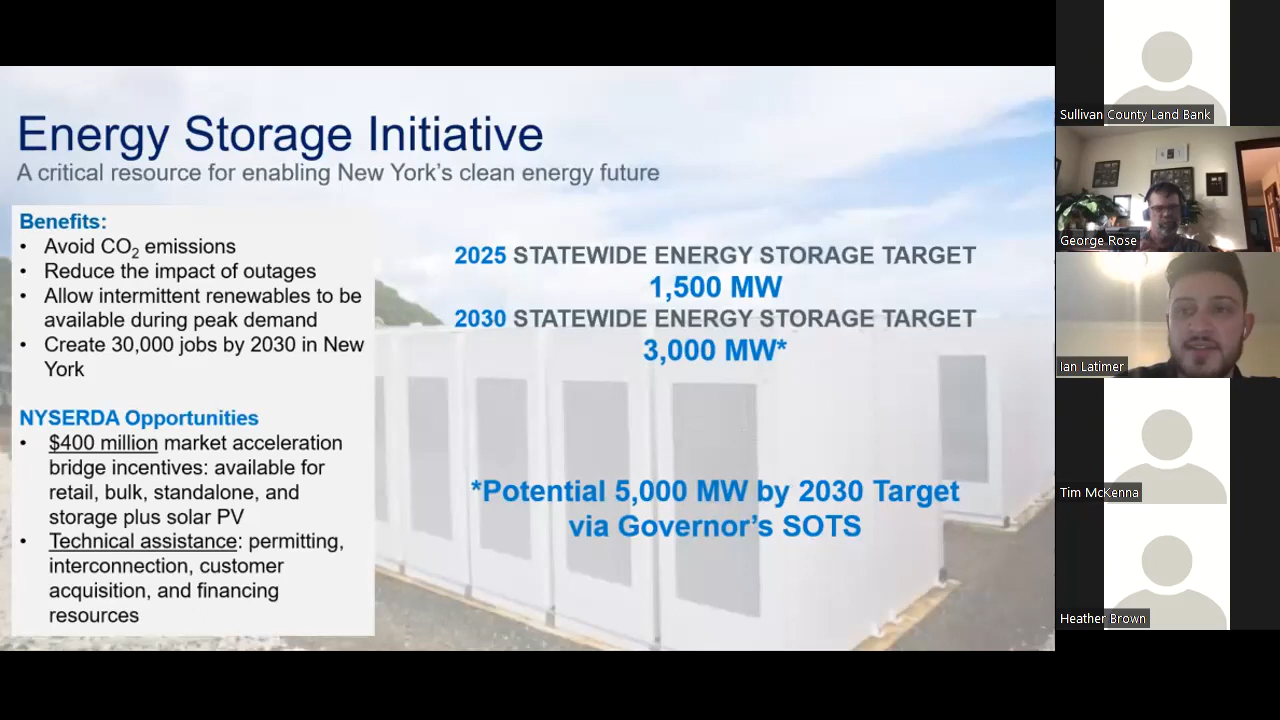 Energy Storage Initiative
A critical resource for enabling New York's clean energy future
Benefits:
• Avoid CO₂ emissions
• Reduce the impact of outages
• Allow intermittent renewables to be
available during peak demand
• Create 30,000 jobs by 2030 in New
York
NYSERDA Opportunities
• $400 million market acceleration
bridge incentives: available for
retail, bulk, standalone, and
storage plus solar PV
• Technical assistance: permitting,
interconnection, customer
acquisition, and financing
resources
2025 STATEWIDE ENERGY STORAGE TARGET
1,500 MW
2030 STATEWIDE ENERGY STORAGE TARGET
3,000 MW*
*Potential 5,000 MW by 2030 Target
via Governor's SOTS
Sullivan County Land Bank
George Rose
Ian Latimer
Tim McKenna
Heather Brown